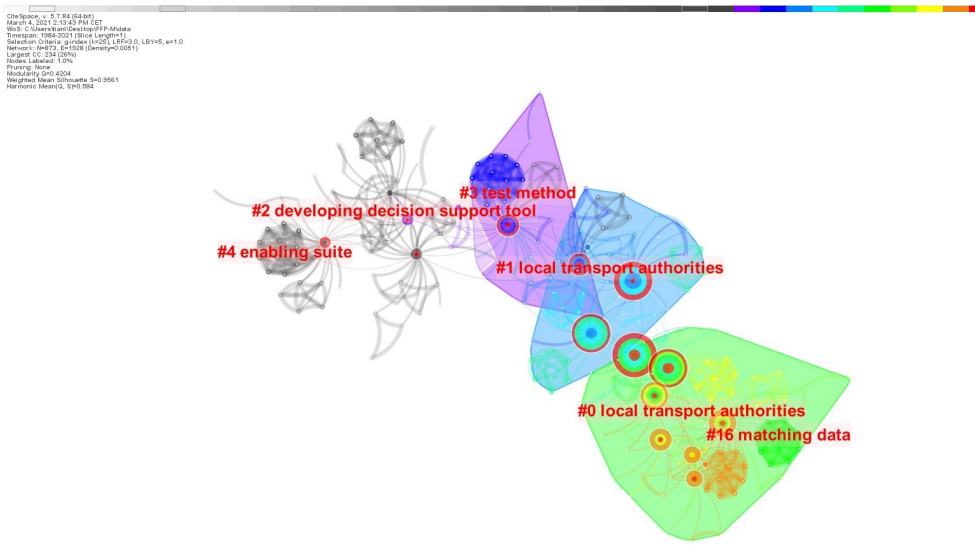 CiteSpace, v. 5.7.R4 (64-bit)
March 4, 2021 2:13:43 PM CET
WoS: C:\Users\tianl\Desktop\FFP-M\data
Timespan: 1984-2021 (Slice Length=1)
Selection Criteria: g-index (k=25), LRF=3.0, LBY=5, e=1.0
Network: N=873, E=1928 (Density=0.0051)
Largest CC: 234 (26%)
Nodes Labeled: 1.0%
Pruning: None
Modularity Q=0.4204
Weighted Mean Silhouette S=0.9561
Harmonic Mean(Q, S)=0.584
#3 test method
#2 developing decision support tool
#4 enabling suite
#1 local transport authorities
#0 local transport authorities
#16 matching data